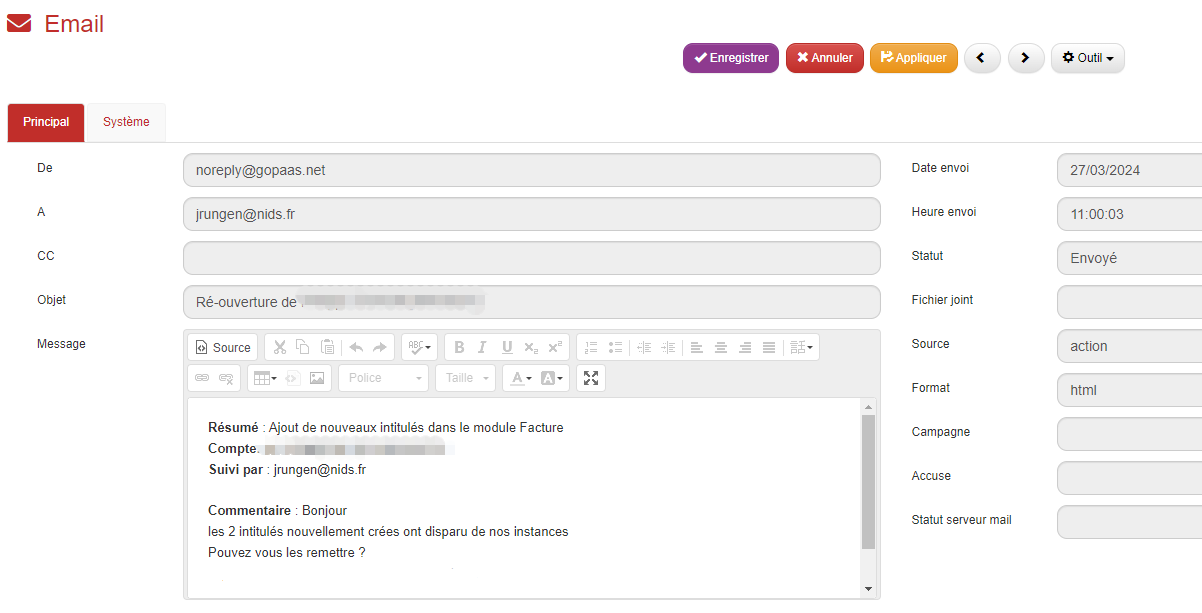 Email
Enregistrer Annuler Appliquer Outil
Principal Système
De noreply@gopaas.net Date envoi 27/03/2024
A jrungen@nids.fr Heure envoi 11:00:03
CC Statut Envoyé
Objet Ré-ouverture de Fichier joint
Message Source ABC B I U x₂ x² Source action
Police Taille A A Format html
Campagne
Accuse
Statut serveur mail
Résumé : Ajout de nouveaux intitulés dans le module Facture
Compte
Suivi par : jrungen@nids.fr
Commentaire : Bonjour
les 2 intitulés nouvellement crées ont disparu de nos instances
Pouvez vous les remettre ?